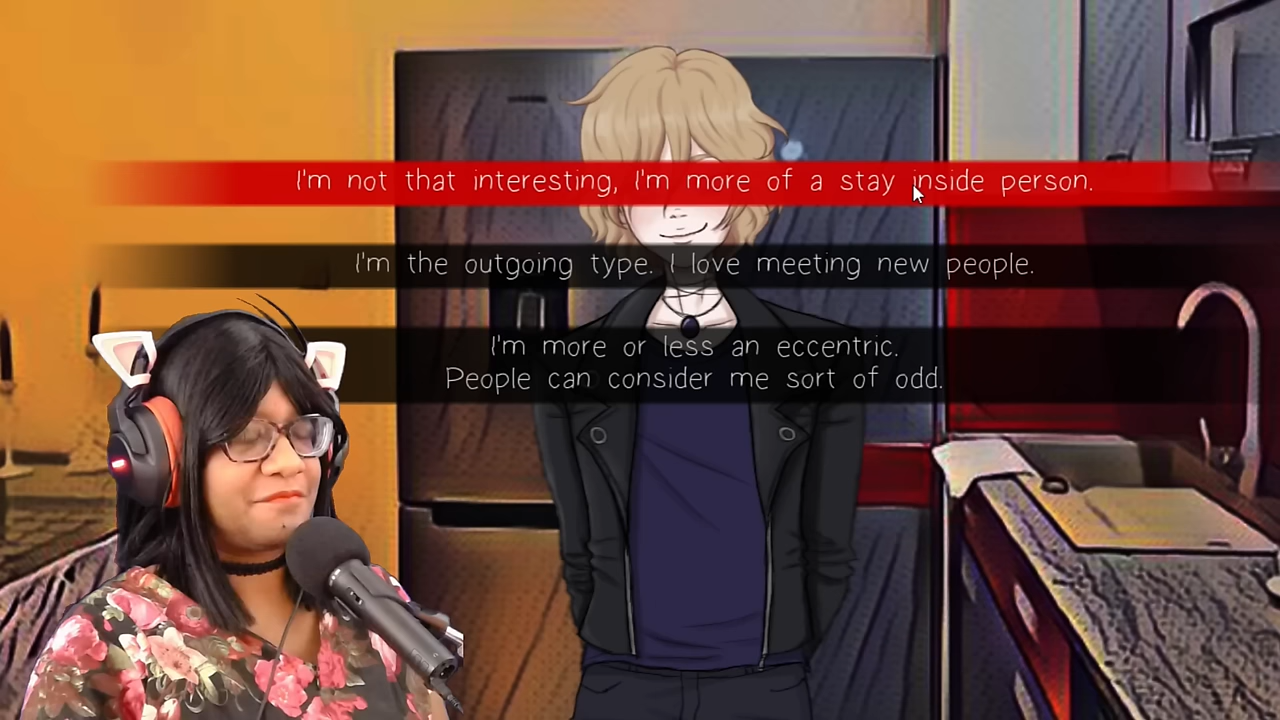 I'm not that interesting, I'm more of a stay inside person.
I'm the outgoing type. I love meeting new people.
I'm more or less an eccentric.
People can consider me sort of odd.